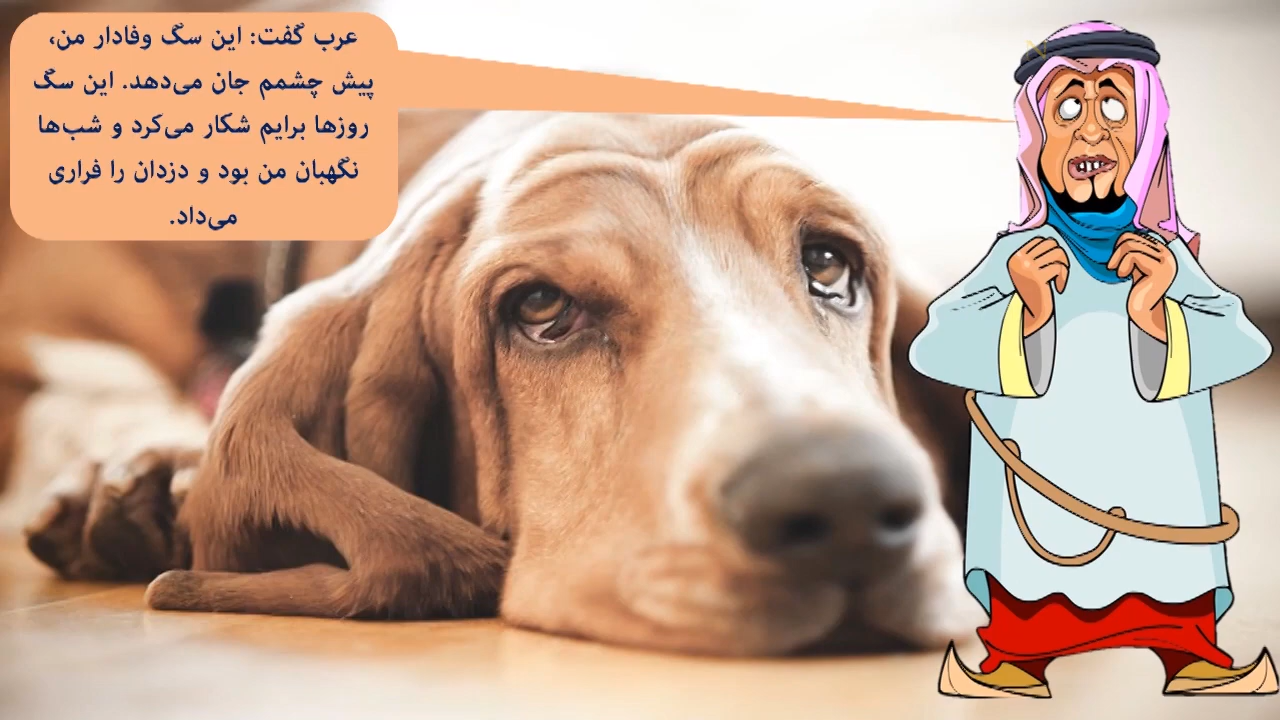 عرب گفت: این سگ وفادار من،
پیش چشمم جان می‌دهد. این سگ
روزها برایم شکار می‌کرد و شب‌ها
نگهبان من بود و دزدان را فراری
می‌داد.